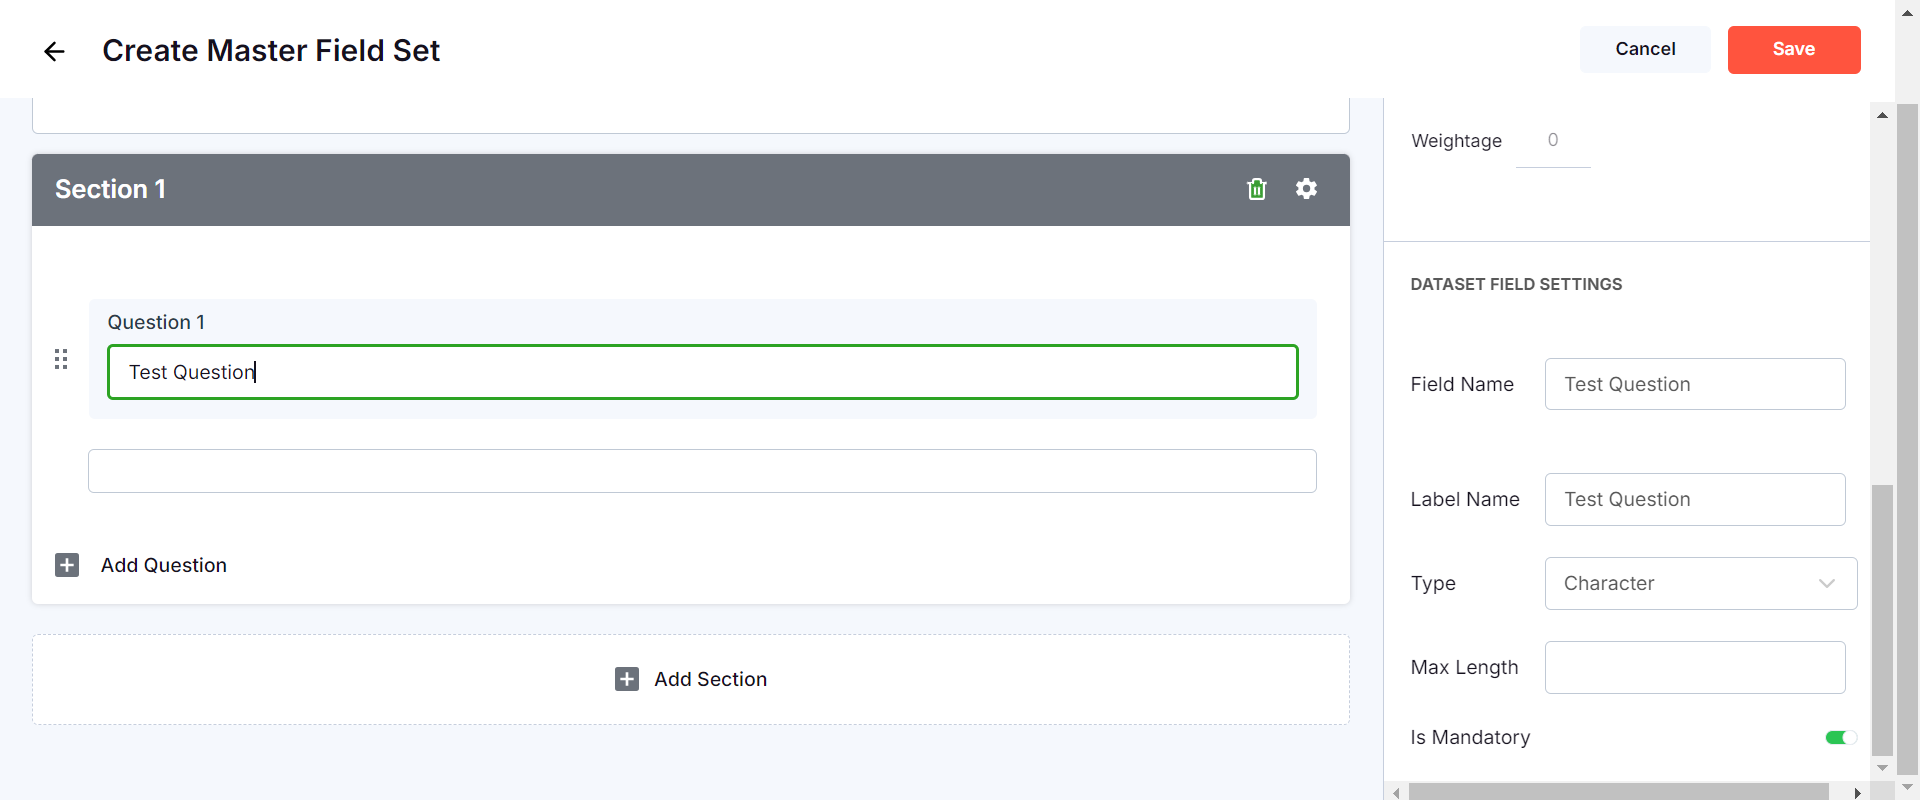 Create Master Field Set
Cancel
Save
Section 1
Question 1
Test Question
Add Question
Add Section
Weightage 0
DATASET FIELD SETTINGS
Field Name Test Question
Label Name Test Question
Type Character
Max Length
Is Mandatory